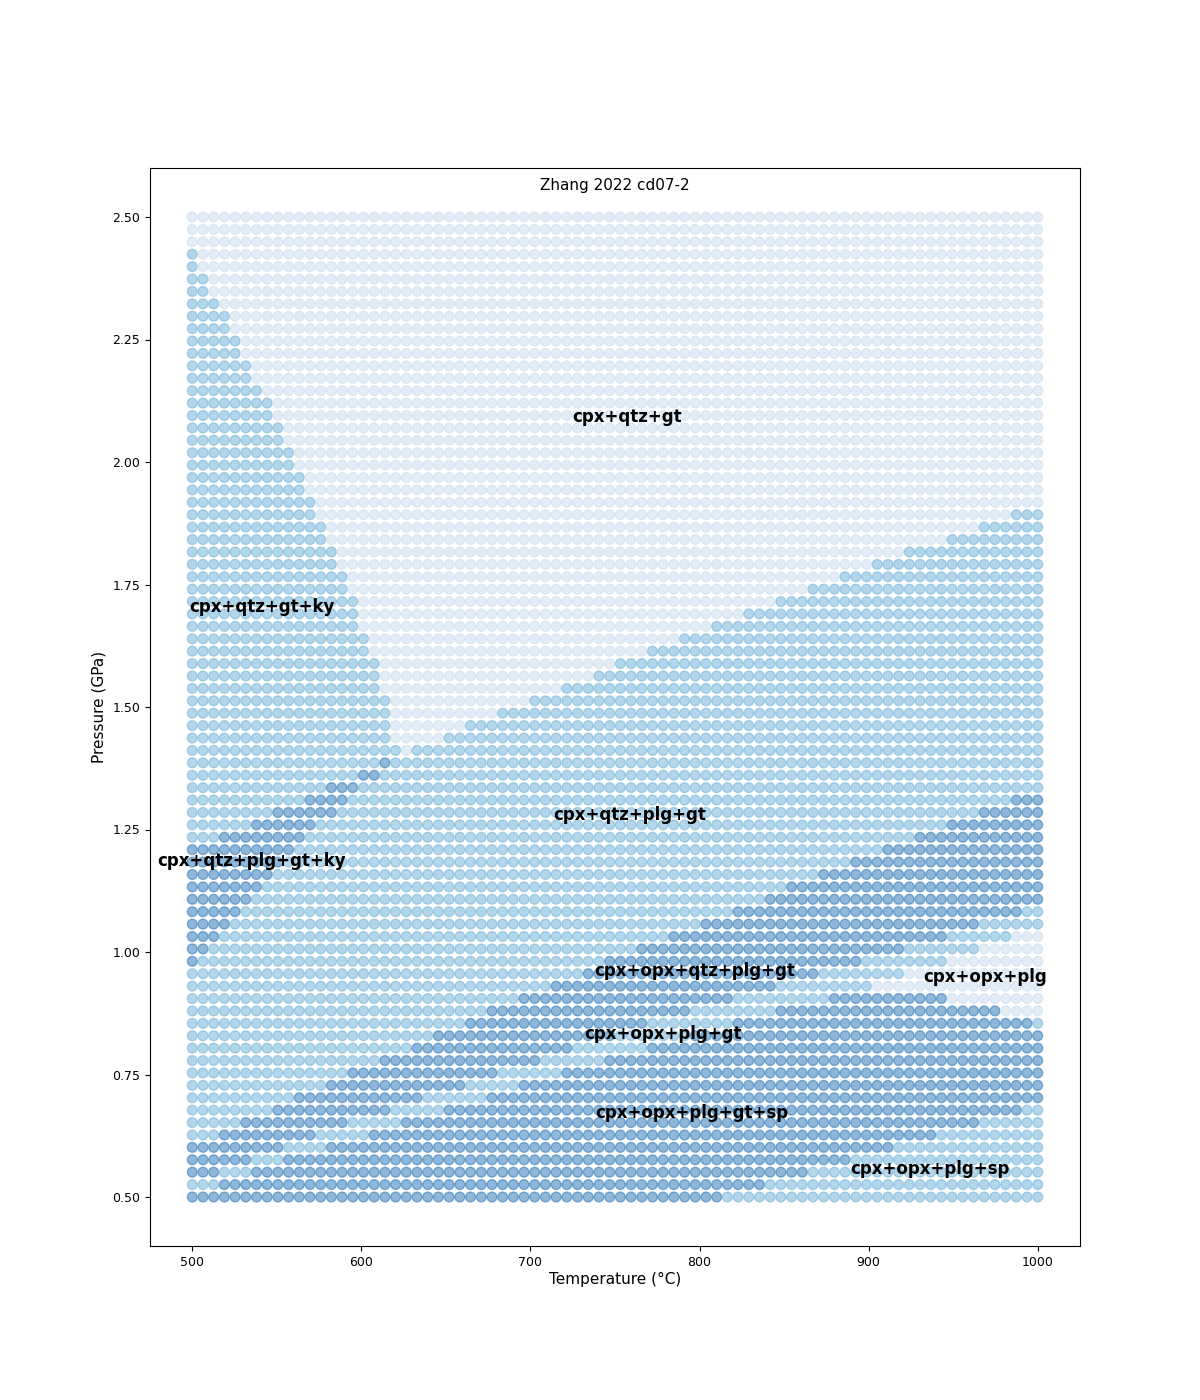 Zhang 2022 cd07-2
2.50
2.25
cpx+qtz+gt
2.00
1.75
cpx+qtz+gt+ky
1.50
Pressure (GPa)
cpx+qtz+plg+gt
1.25
cpx+qtz+plg+gt+ky
1.00
cpx+opx+qtz+plg+gt
cpx+opx+plg
cpx+opx+plg+gt
0.75
cpx+opx+plg+gt+sp
cpx+opx+plg+sp
0.50
500 600 700 800 900 1000
Temperature (°C)